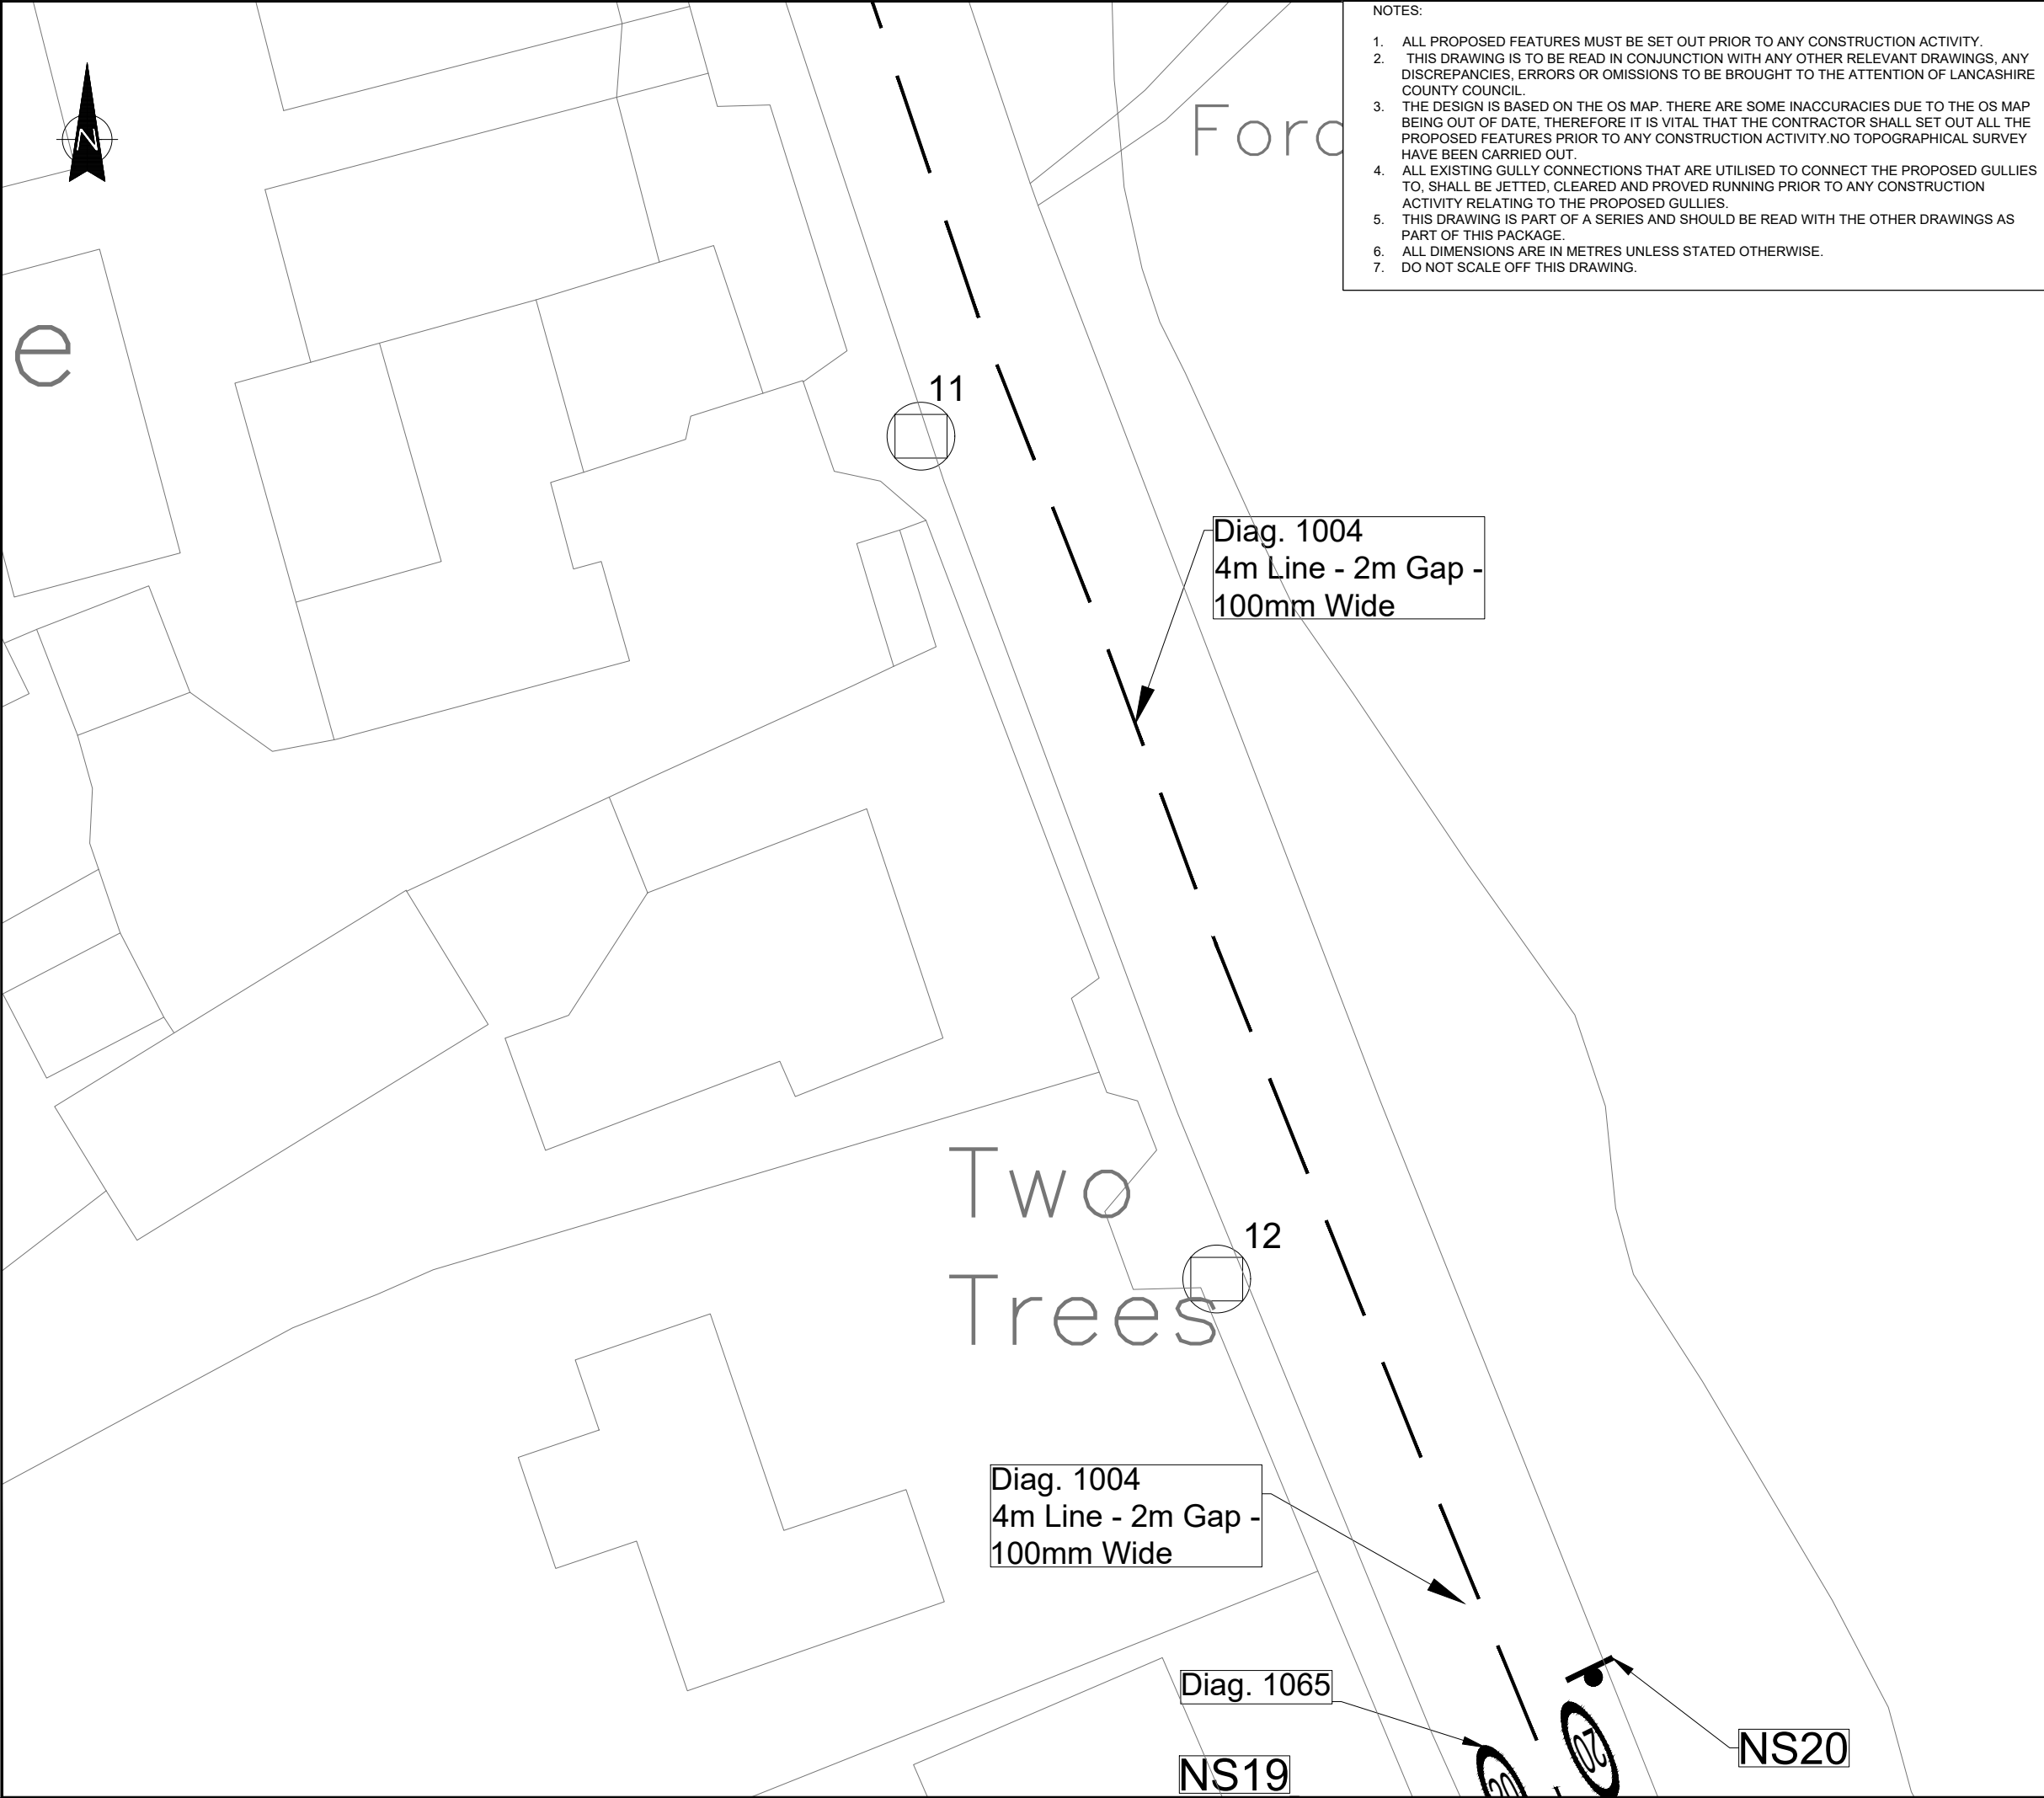 NOTES:
1. ALL PROPOSED FEATURES MUST BE SET OUT PRIOR TO ANY CONSTRUCTION ACTIVITY.
2. THIS DRAWING IS TO BE READ IN CONJUNCTION WITH ANY OTHER RELEVANT DRAWINGS, ANY
DISCREPANCIES, ERRORS OR OMISSIONS TO BE BROUGHT TO THE ATTENTION OF LANCASHIRE
COUNTY COUNCIL.
3. THE DESIGN IS BASED ON THE OS MAP. THERE ARE SOME INACCURACIES DUE TO THE OS MAP
BEING OUT OF DATE, THEREFORE IT IS VITAL THAT THE CONTRACTOR SHALL SET OUT ALL THE
PROPOSED FEATURES PRIOR TO ANY CONSTRUCTION ACTIVITY.NO TOPOGRAPHICAL SURVEY
HAVE BEEN CARRIED OUT.
4. ALL EXISTING GULLY CONNECTIONS THAT ARE UTILISED TO CONNECT THE PROPOSED GULLIES
TO, SHALL BE JETTED, CLEARED AND PROVED RUNNING PRIOR TO ANY CONSTRUCTION
ACTIVITY RELATING TO THE PROPOSED GULLIES.
5. THIS DRAWING IS PART OF A SERIES AND SHOULD BE READ WITH THE OTHER DRAWINGS AS
PART OF THIS PACKAGE.
6. ALL DIMENSIONS ARE IN METRES UNLESS STATED OTHERWISE.
7. DO NOT SCALE OFF THIS DRAWING.
N
e
11
Diag. 1004
4m Line - 2m Gap -
100mm Wide
Two
Trees
12
Diag. 1004
4m Line - 2m Gap -
100mm Wide
Diag. 1065
NS19
NS20
20